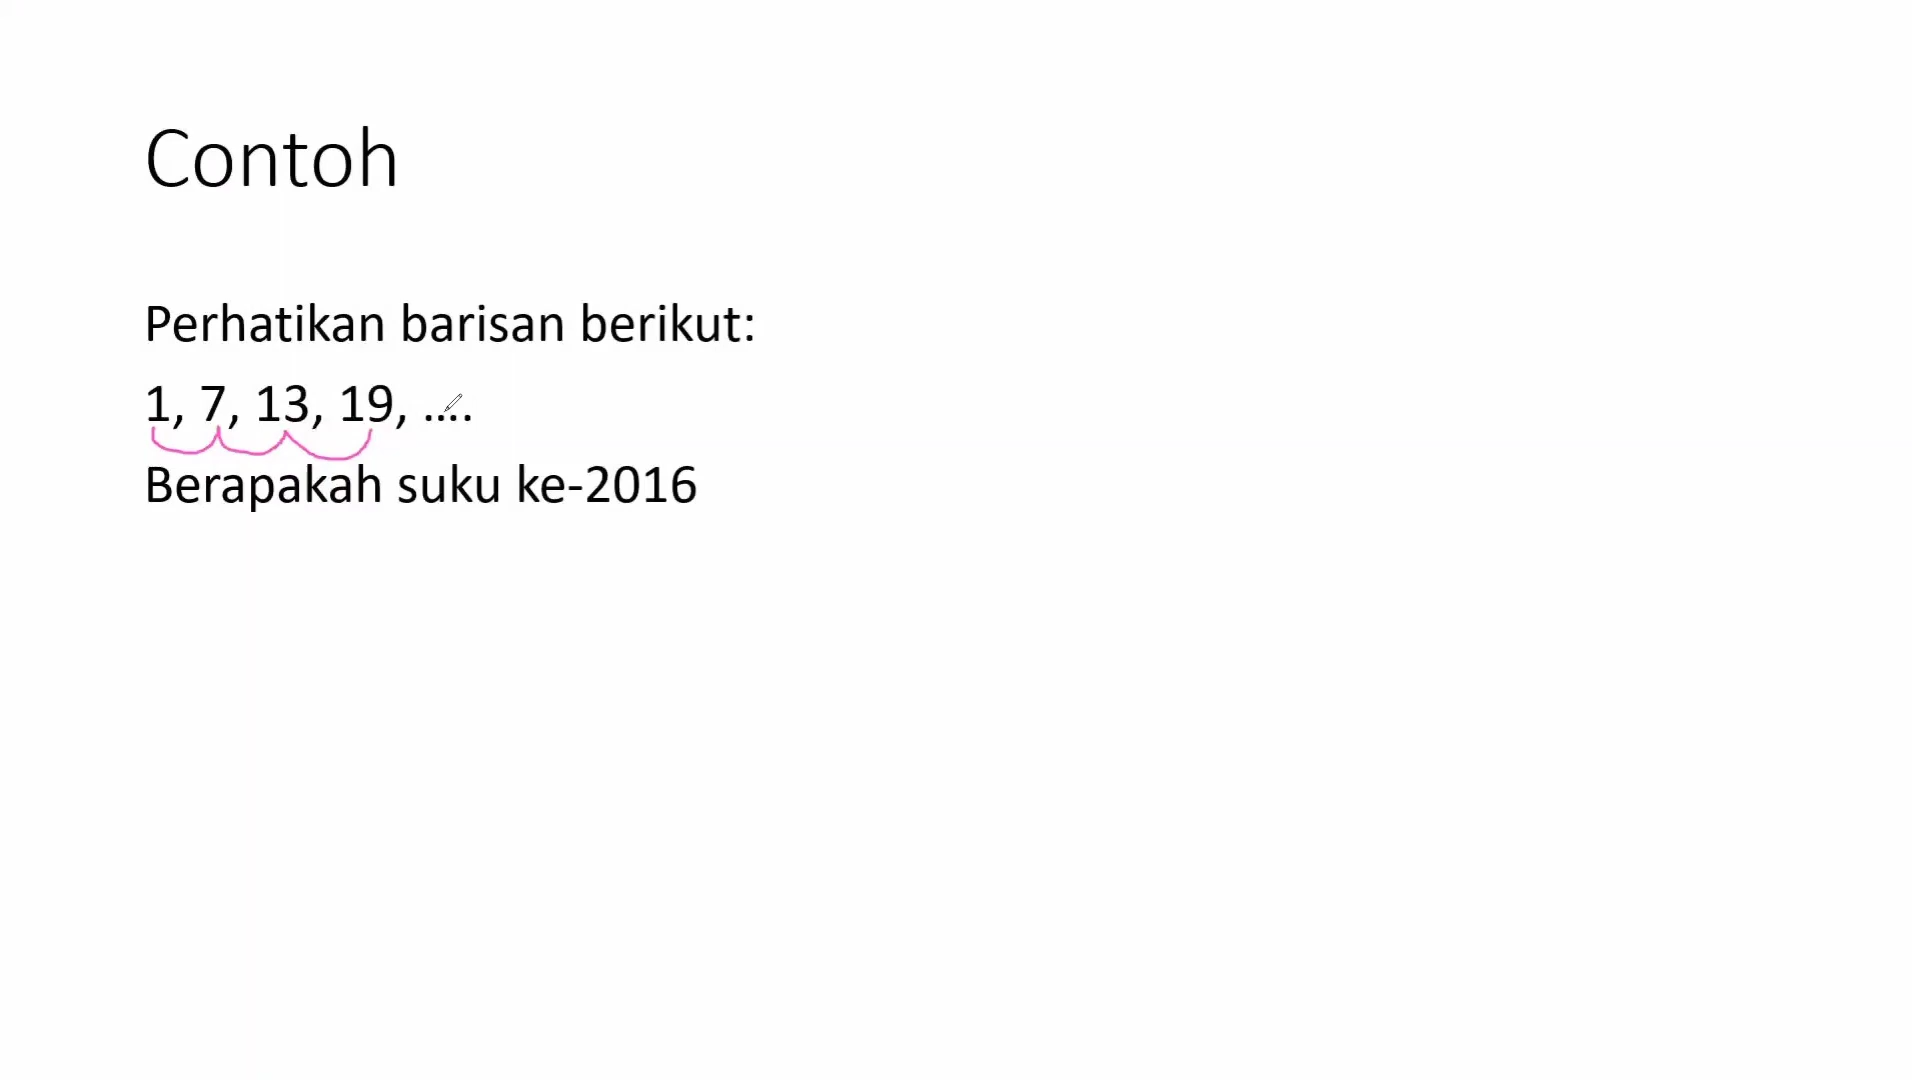 Contoh
Perhatikan barisan berikut:
1, 7, 13, 19, ....
Berapakah suku ke-2016